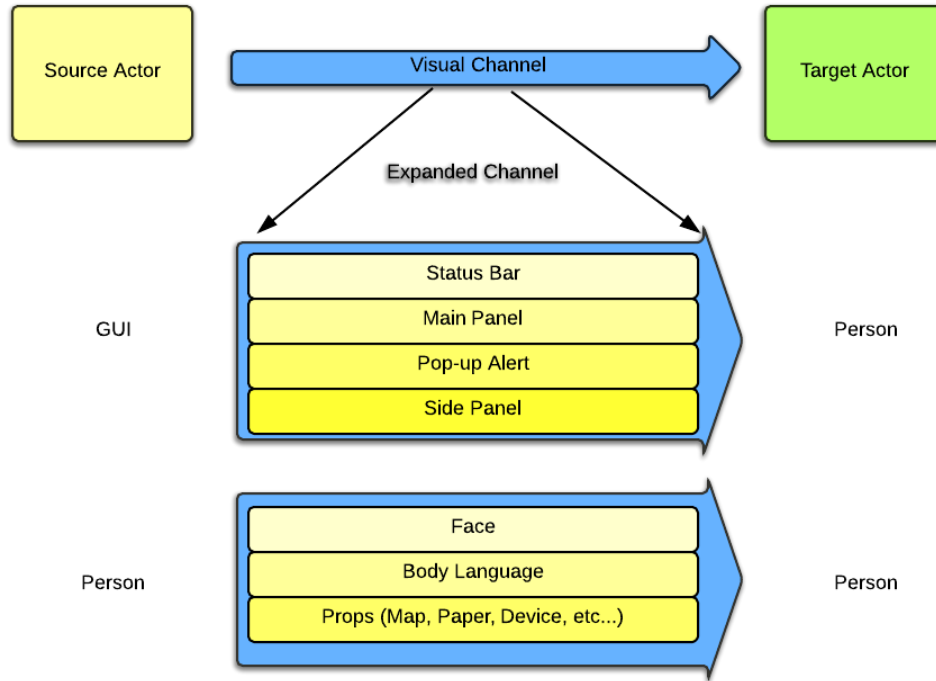 Source Actor
Visual Channel
Target Actor
Expanded Channel
GUI
Status Bar
Main Panel
Pop-up Alert
Side Panel
Person
Person
Face
Body Language
Props (Map, Paper, Device, etc...)
Person